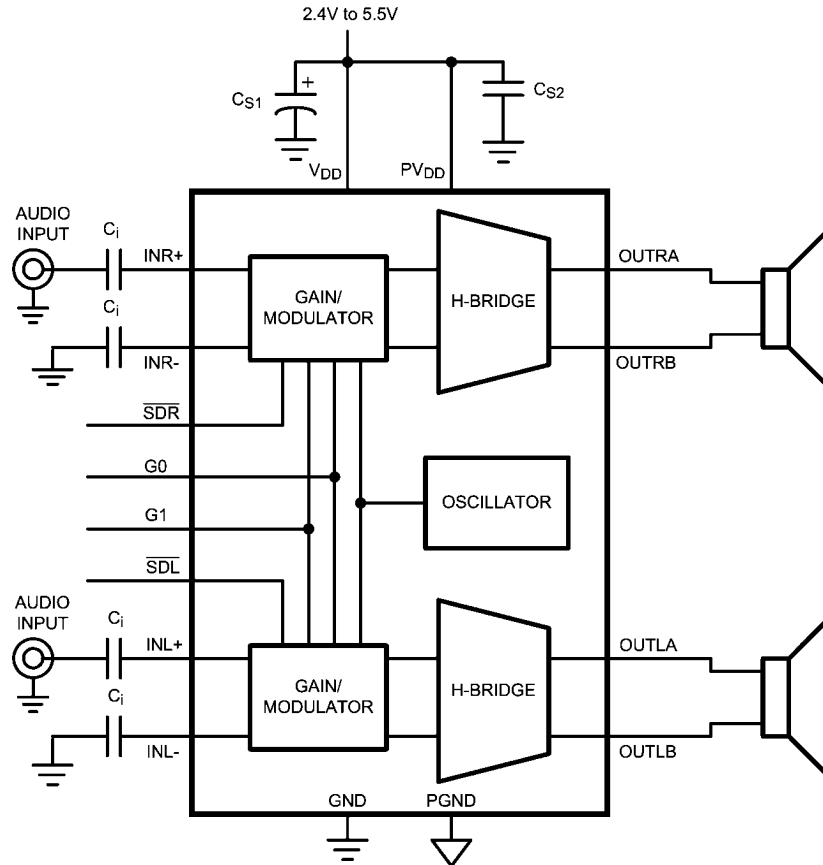 2.4V to 5.5V
CS1
+
CS2
VDD
PVDD
AUDIO
INPUT
Ci
INR+
GAIN/
MODULATOR
H-BRIDGE
OUTRA
Ci
INR-
OUTRB
SDR
G0
G1
OSCILLATOR
SDL
AUDIO
INPUT
Ci
INL+
GAIN/
MODULATOR
H-BRIDGE
OUTLA
Ci
INL-
OUTLB
GND
PGND